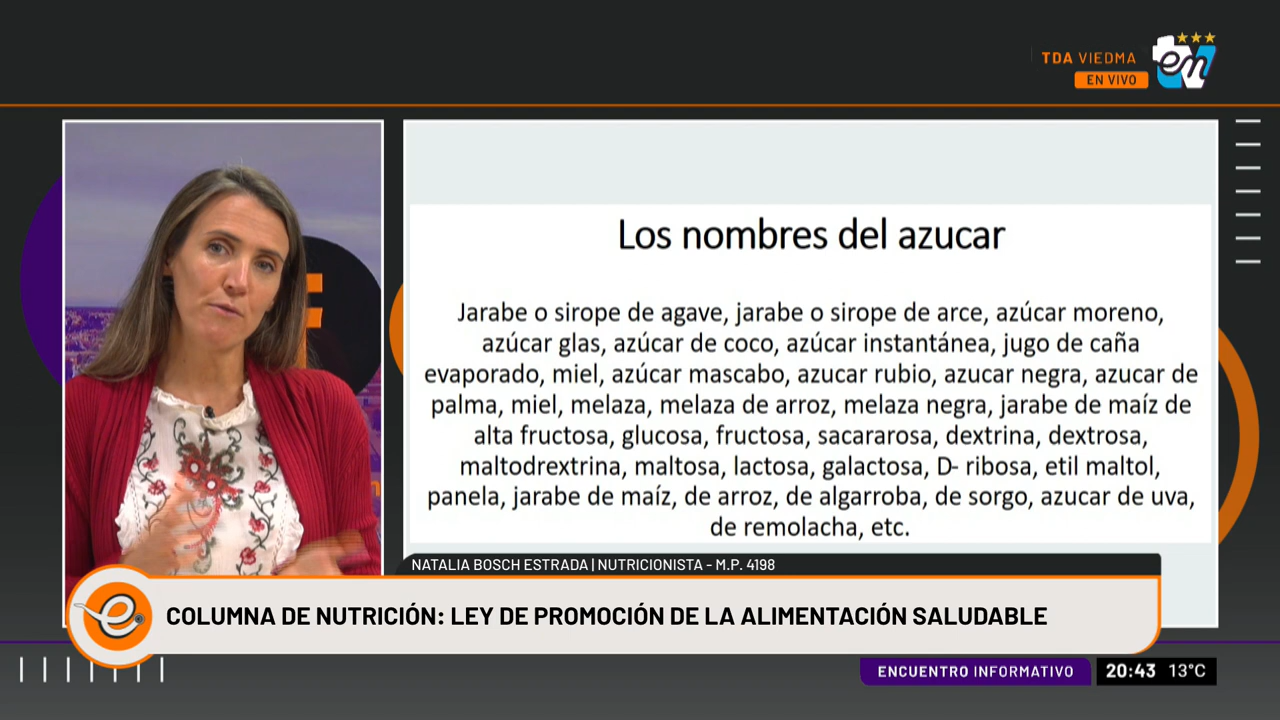 TDA VIEDMA
EN VIVO
em
Los nombres del azucar
Jarabe o sirope de agave, jarabe o sirope de arce, azúcar moreno,
azúcar glas, azúcar de coco, azúcar instantánea, jugo de caña
evaporado, miel, azúcar mascabo, azucar rubio, azucar negra, azucar de
palma, miel, melaza, melaza de arroz, melaza negra, jarabe de maíz de
alta fructosa, glucosa, fructosa, sacararosa, dextrina, dextrosa,
maltodrextrina, maltosa, lactosa, galactosa, D- ribosa, etil maltol,
panela, jarabe de maíz, de arroz, de algarroba, de sorgo, azucar de uva,
de remolacha, etc.
NATALIA BOSCH ESTRADA | NUTRICIONISTA - M.P. 4198
e
COLUMNA DE NUTRICIÓN: LEY DE PROMOCIÓN DE LA ALIMENTACIÓN SALUDABLE
ENCUENTRO INFORMATIVO
20:43 13°C